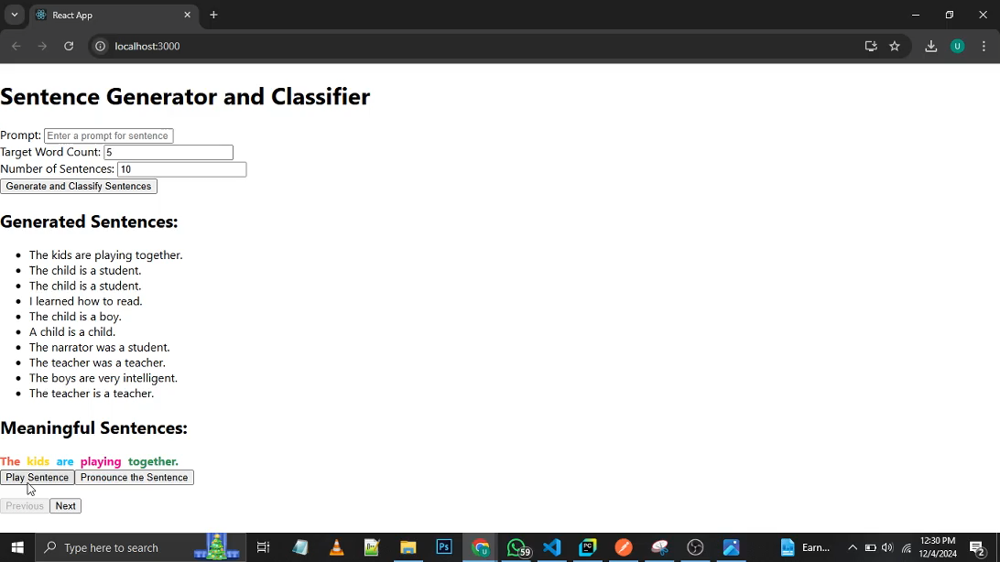 React App
localhost:3000
U
Sentence Generator and Classifier
Prompt: Enter a prompt for sentence
Target Word Count: 5
Number of Sentences: 10
Generate and Classify Sentences
Generated Sentences:
The kids are playing together.
The child is a student.
The child is a student.
I learned how to read.
The child is a boy.
A child is a child.
The narrator was a student.
The teacher was a teacher.
The boys are very intelligent.
The teacher is a teacher.
Meaningful Sentences:
The kids are playing together.
Play Sentence Pronounce the Sentence
Previous Next
Type here to search
Ps
PC
59
Earn...
12:30 PM
12/4/2024
2